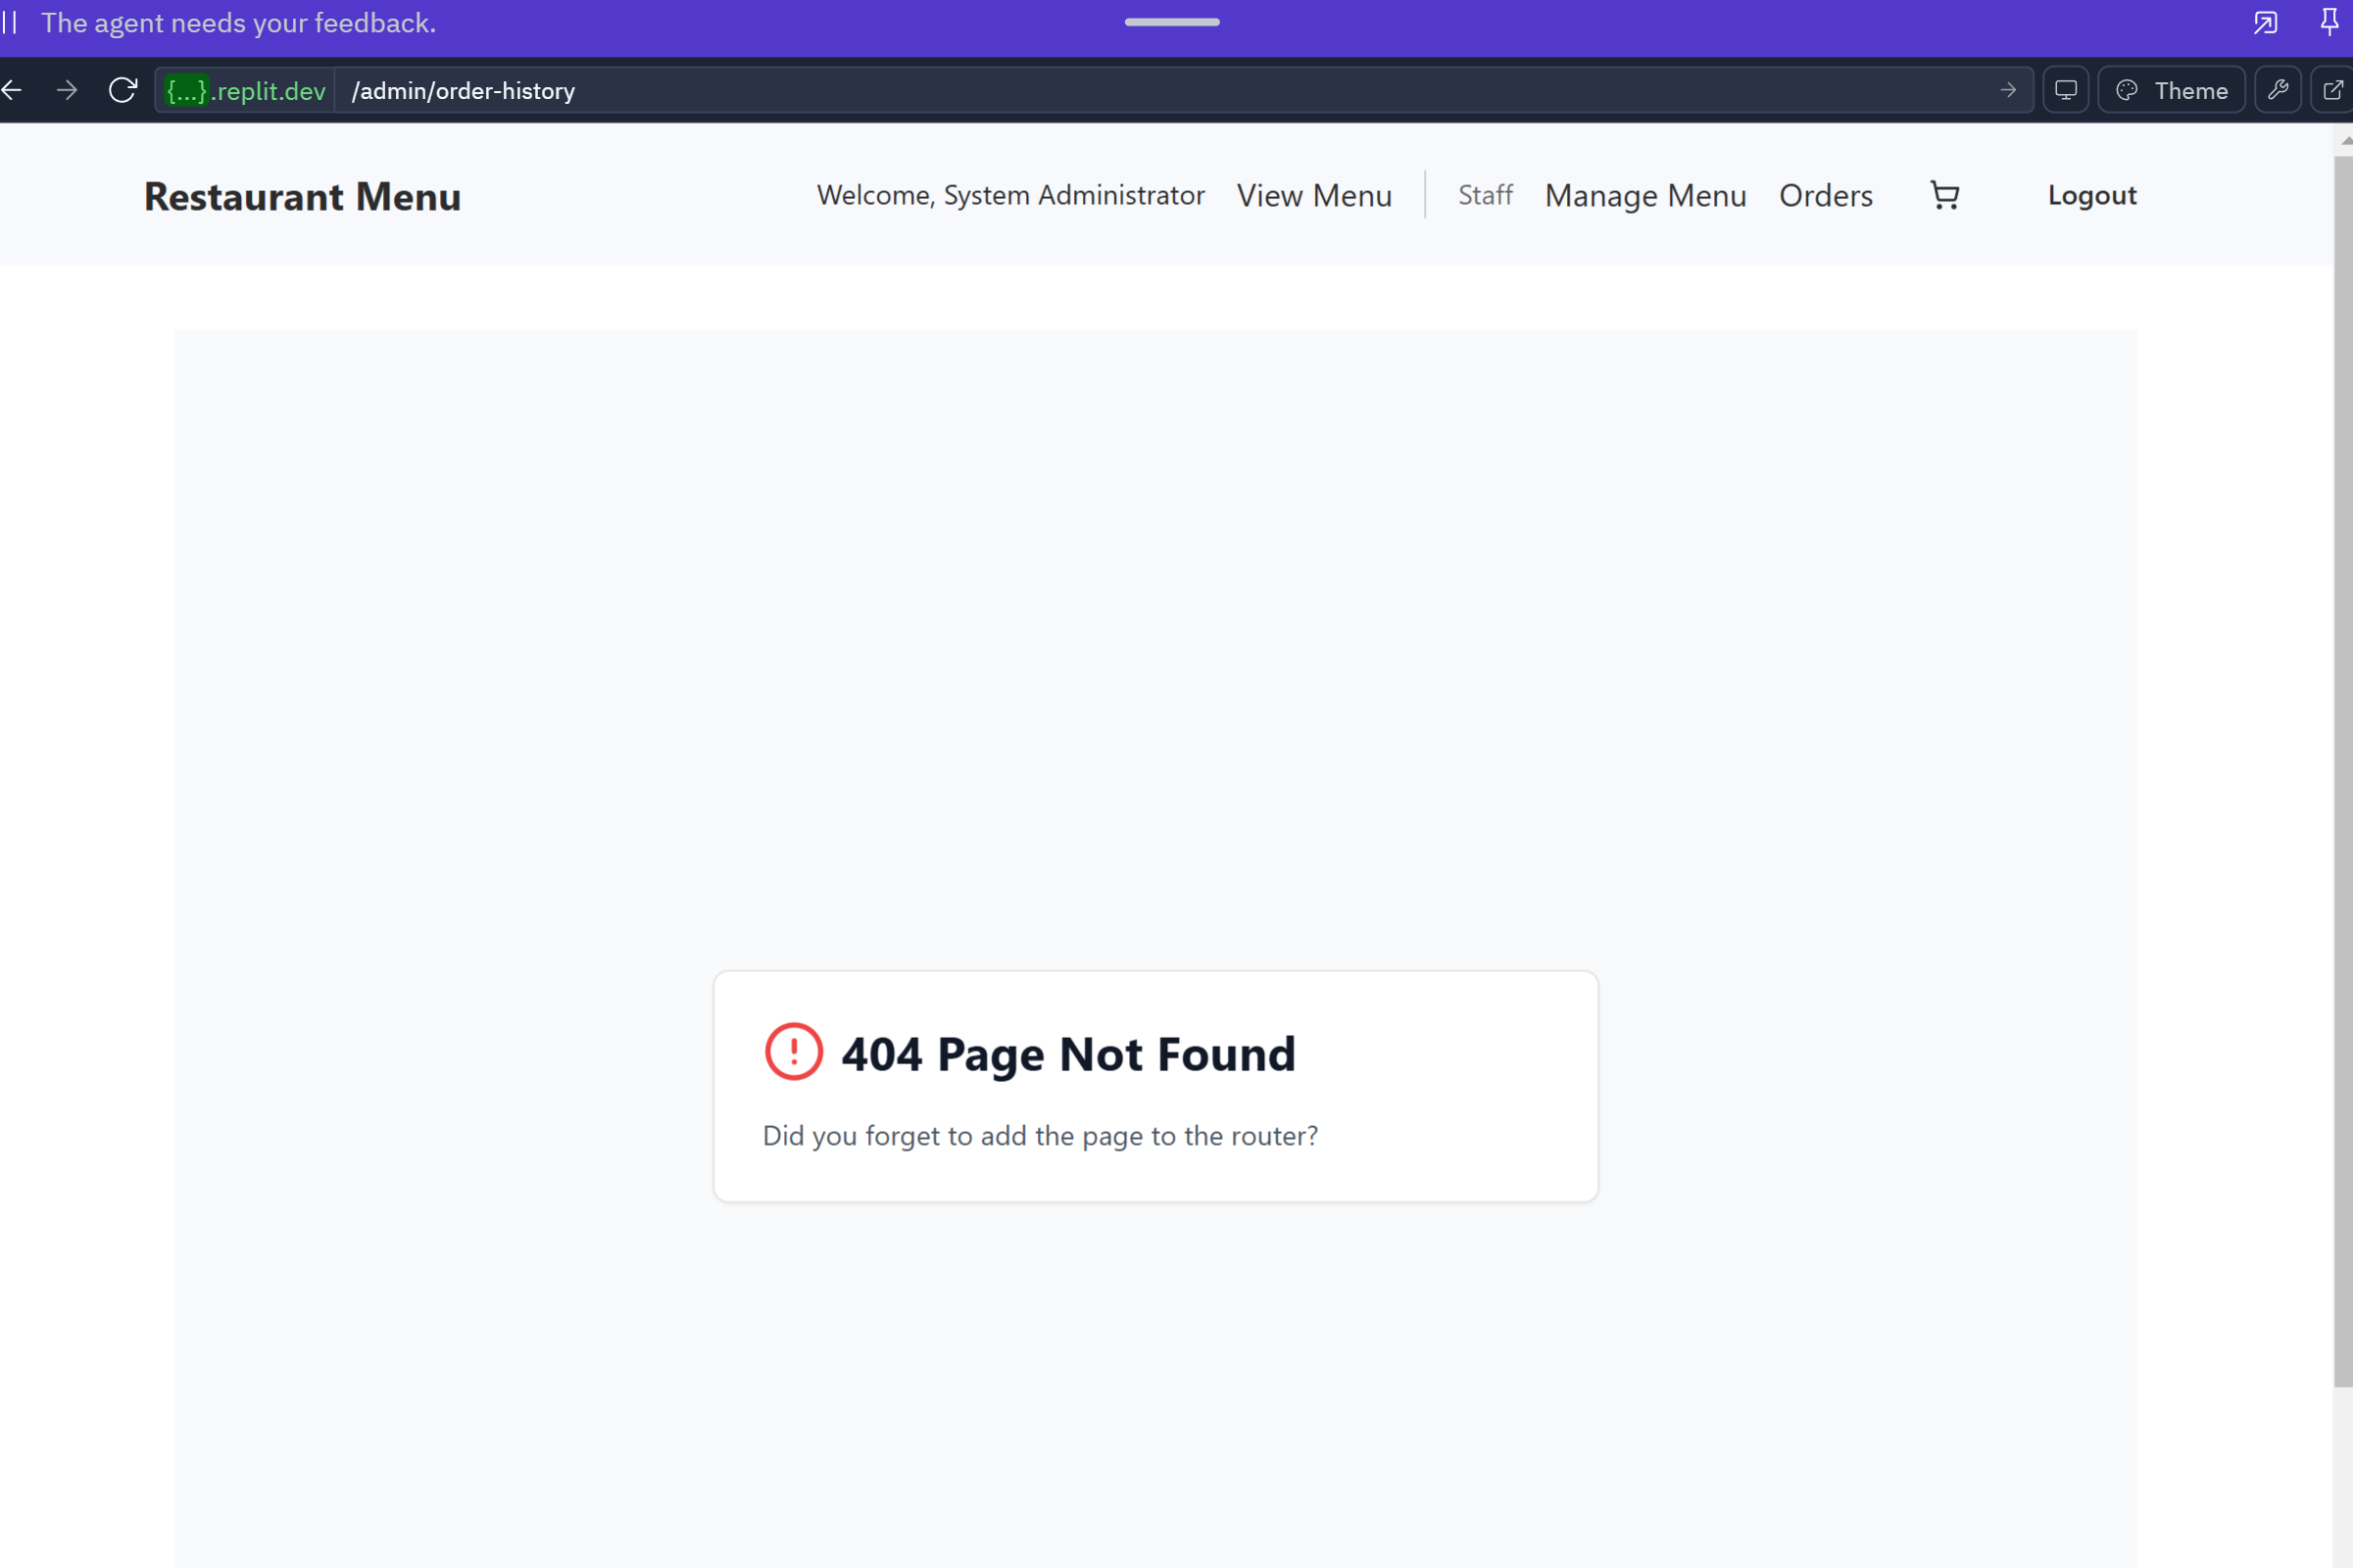 The agent needs your feedback.
{...}.replit.dev /admin/order-history Theme
Restaurant Menu Welcome, System Administrator View Menu Staff Manage Menu Orders Logout
404 Page Not Found
Did you forget to add the page to the router?